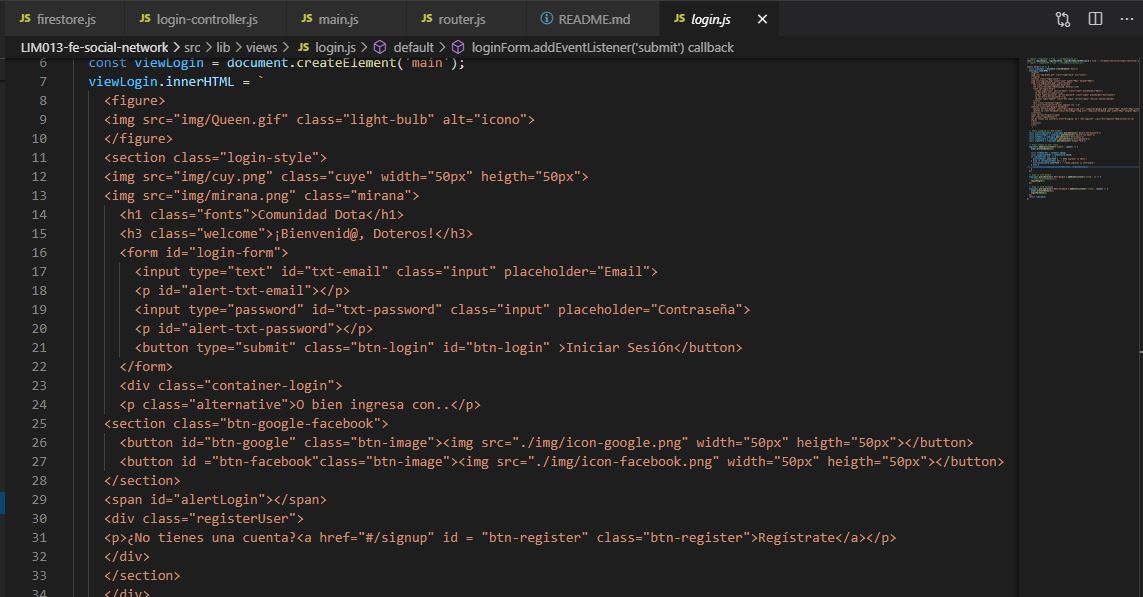 JS firestore.js JS login-controller.js JS main.js JS router.js README.md JS login.js
LIM013-fe-social-network > src > lib > views > JS login.js > default > loginForm.addEventListener('submit') callback
6 const viewLogin = document.createElement('main');
7 viewLogin.innerHTML = `
8 <figure>
9 <img src="img/Queen.gif" class="light-bulb" alt="icono">
10 </figure>
11 <section class="login-style">
12 <img src="img/cuy.png" class="cuye" width="50px" heigth="50px">
13 <img src="img/mirana.png" class="mirana">
14 <h1 class="fonts">Comunidad Dota</h1>
15 <h3 class="welcome">¡Bienvenid@, Doteros!</h3>
16 <form id="login-form">
17 <input type="text" id="txt-email" class="input" placeholder="Email">
18 <p id="alert-txt-email"></p>
19 <input type="password" id="txt-password" class="input" placeholder="Contraseña">
20 <p id="alert-txt-password"></p>
21 <button type="submit" class="btn-login" id="btn-login" >Iniciar Sesión</button>
22 </form>
23 <div class="container-login">
24 <p class="alternative">O bien ingresa con..</p>
25 <section class="btn-google-facebook">
26 <button id="btn-google" class="btn-image"><img src="./img/icon-google.png" width="50px" heigth="50px"></button>
27 <button id ="btn-facebook"class="btn-image"><img src="./img/icon-facebook.png" width="50px" heigth="50px"></button>
28 </section>
29 <span id="alertLogin"></span>
30 <div class="registerUser">
31 <p>¿No tienes una cuenta?<a href="#/signup" id = "btn-register" class="btn-register">Regístrate</a></p>
32 </div>
33 </section>
34 </div>